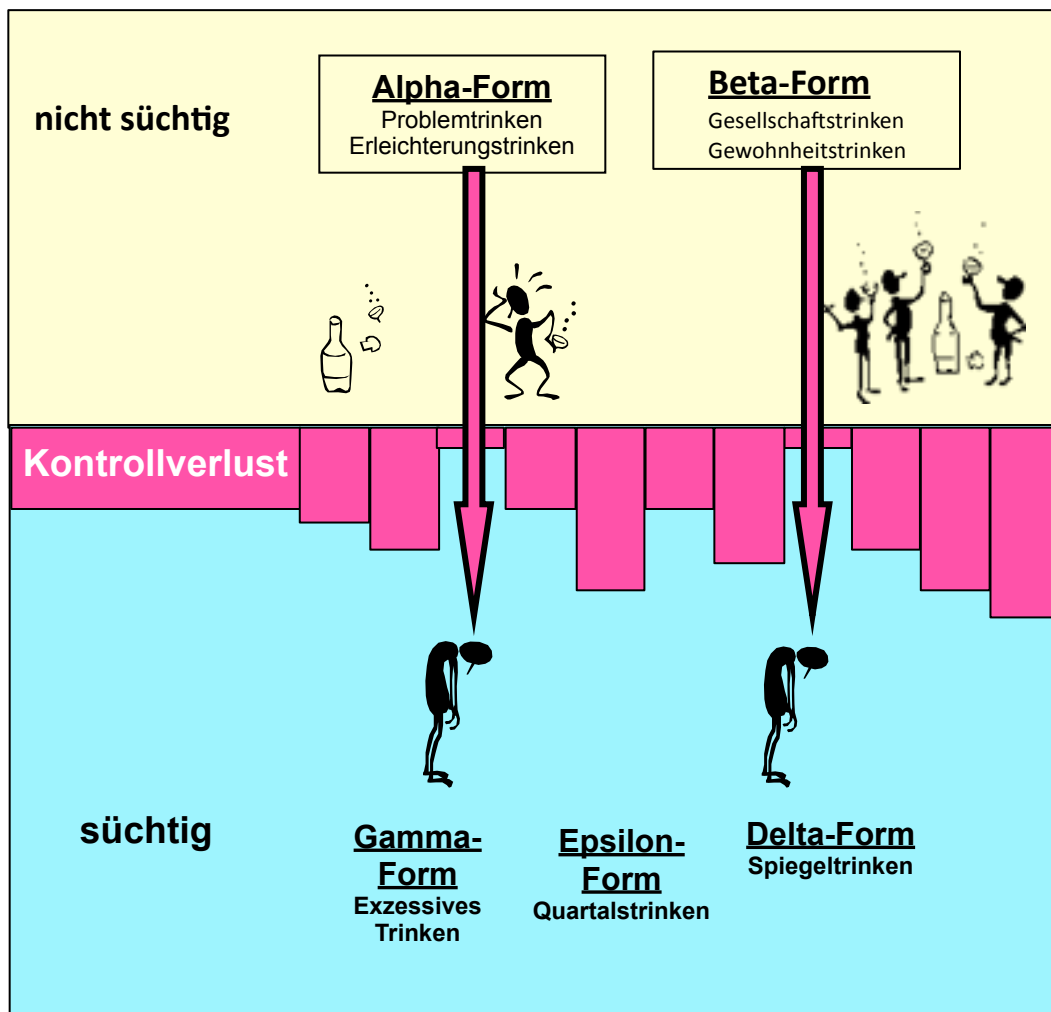 nicht süchtig
Alpha-Form
Problemtrinken
Erleichterungstrinken
Beta-Form
Gesellschaftstrinken
Gewohnheitstrinken
Kontrollverlust
süchtig
Gamma-
Form
Exzessives
Trinken
Epsilon-
Form
Quartalstrinken
Delta-Form
Spiegeltrinken